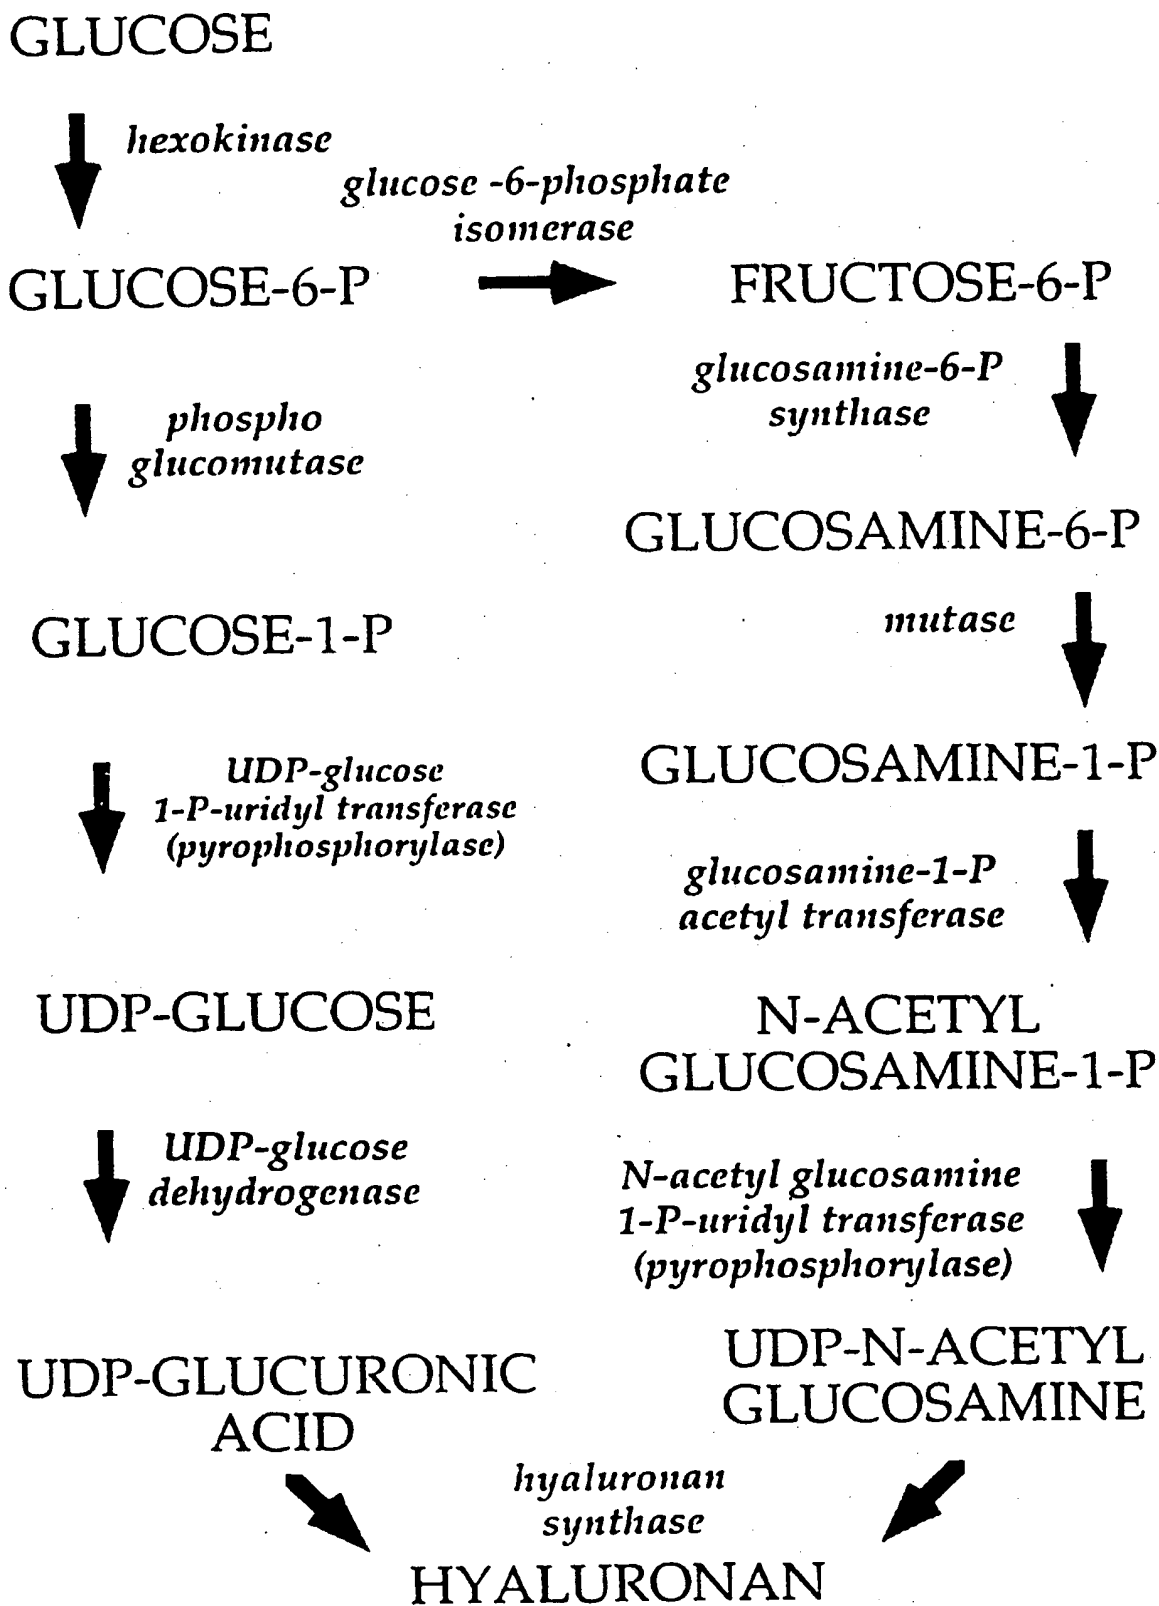 GLUCOSE
hexokinase
glucose -6-phosphate
isomerase
GLUCOSE-6-P
FRUCTOSE-6-P
glucosamine-6-P
synthase
phospho
glucomutase
GLUCOSAMINE-6-P
mutase
GLUCOSE-1-P
GLUCOSAMINE-1-P
UDP-glucose
1-P-uridyl transferase
(pyrophosphorylase)
glucosamine-1-P
acetyl transferase
UDP-GLUCOSE
N-ACETYL
GLUCOSAMINE-1-P
UDP-glucose
dehydrogenase
N-acetyl glucosamine
1-P-uridyl transferase
(pyrophosphorylase)
UDP-GLUCURONIC
ACID
UDP-N-ACETYL
GLUCOSAMINE
hyaluronan
synthase
HYALURONAN